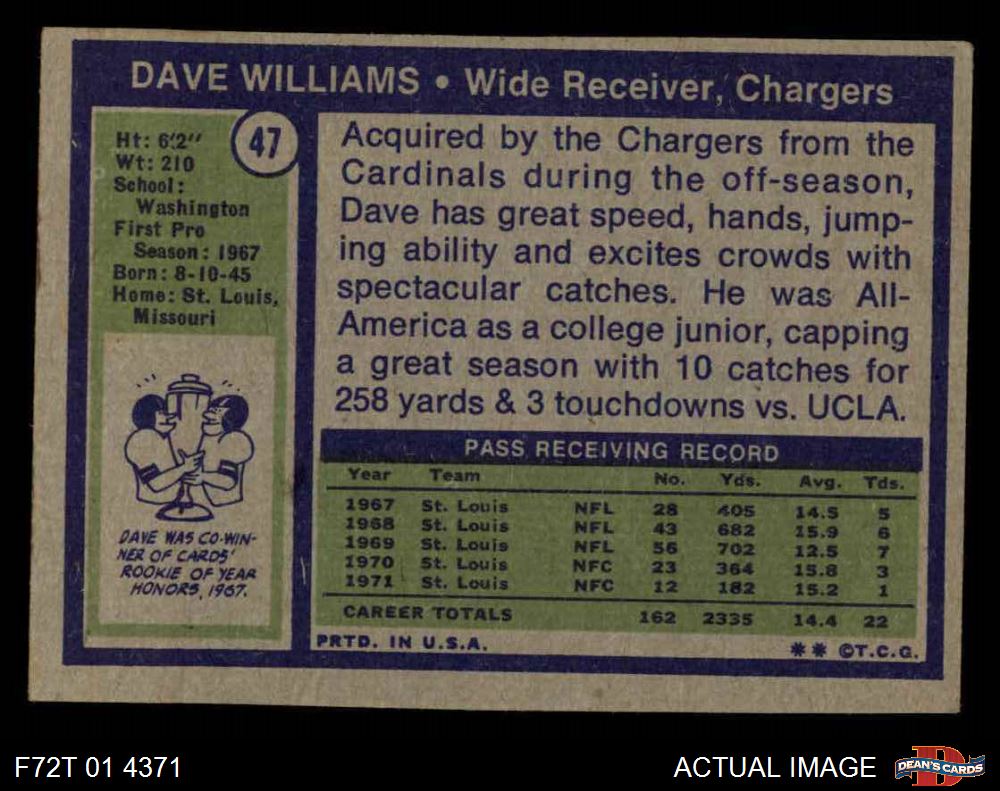 DAVE WILLIAMS • Wide Receiver, Chargers
47
Ht: 6'2"
Wt: 210
School:
Washington
First Pro
Season: 1967
Born: 8-10-45
Home: St. Louis,
Missouri
DAVE WAS CO-WIN-
NER OF CARDS'
ROOKIE OF YEAR
HONORS, 1967.
Acquired by the Chargers from the
Cardinals during the off-season,
Dave has great speed, hands, jump-
ing ability and excites crowds with
spectacular catches. He was All-
America as a college junior, capping
a great season with 10 catches for
258 yards & 3 touchdowns vs. UCLA.
PASS RECEIVING RECORD
Year Team No. Yds. Avg. Tds.
1967 St. Louis NFL 28 405 14.5 5
1968 St. Louis NFL 43 682 15.9 6
1969 St. Louis NFL 56 702 12.5 7
1970 St. Louis NFC 23 364 15.8 3
1971 St. Louis NFC 12 182 15.2 1
CAREER TOTALS 162 2335 14.4 22
PRTD. IN U.S.A. ** ©T.C.G.
F72T 01 4371 ACTUAL IMAGE DEAN'S CARDS